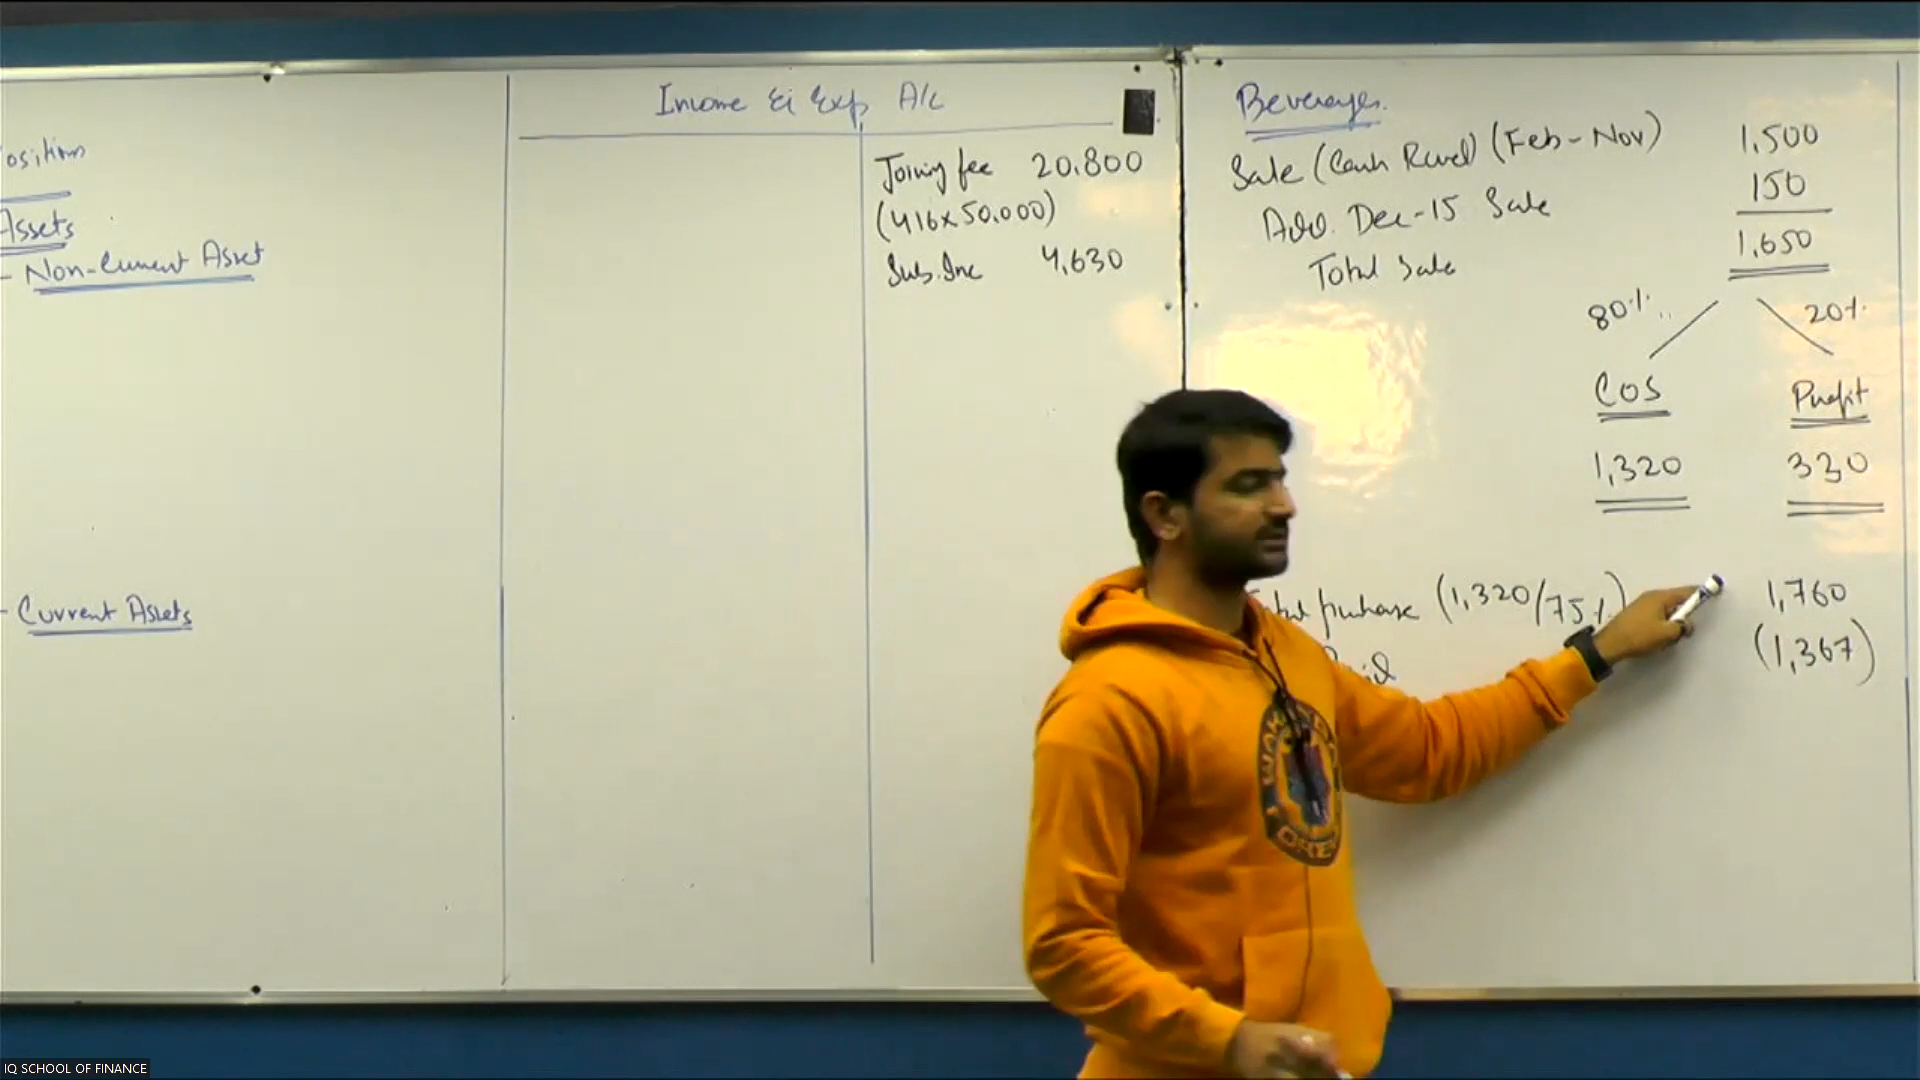 osition
Assets
- Non-Current Asset
- Current Assets
Income & Exp A/c
Joining fee 20,800
(416x50,000)
Sub. Inc 4,630
Beverages.
Sale (Cash Rcvd) (Feb-Nov) 1,500
Add. Dec-15 Sale 150
Total Sale 1,650
80% 20%
COS Profit
1,320 330
purchase (1,320/75%) 1,760
(1,367)
IQ SCHOOL OF FINANCE